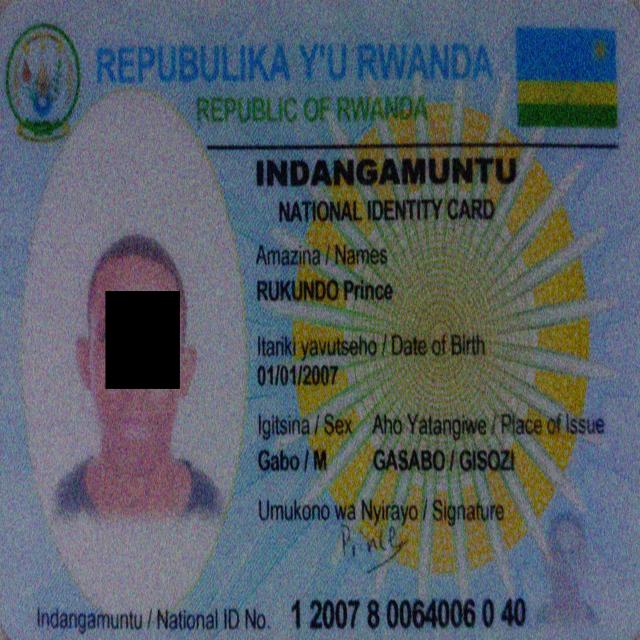 REPUBULIKA Y'U RWANDA
REPUBLIC OF RWANDA
INDANGAMUNTU
NATIONAL IDENTITY CARD
Amazina / Names
RUKUNDO Prince
Itariki yavutseho / Date of Birth
01/01/2007
Igitsina / Sex Aho Yatangiwe / Place of Issue
Gabo / M GASABO / GISOZI
Umukono wa Nyirayo / Signature
Indangamuntu / National ID No. 1 2007 8 0064006 0 40